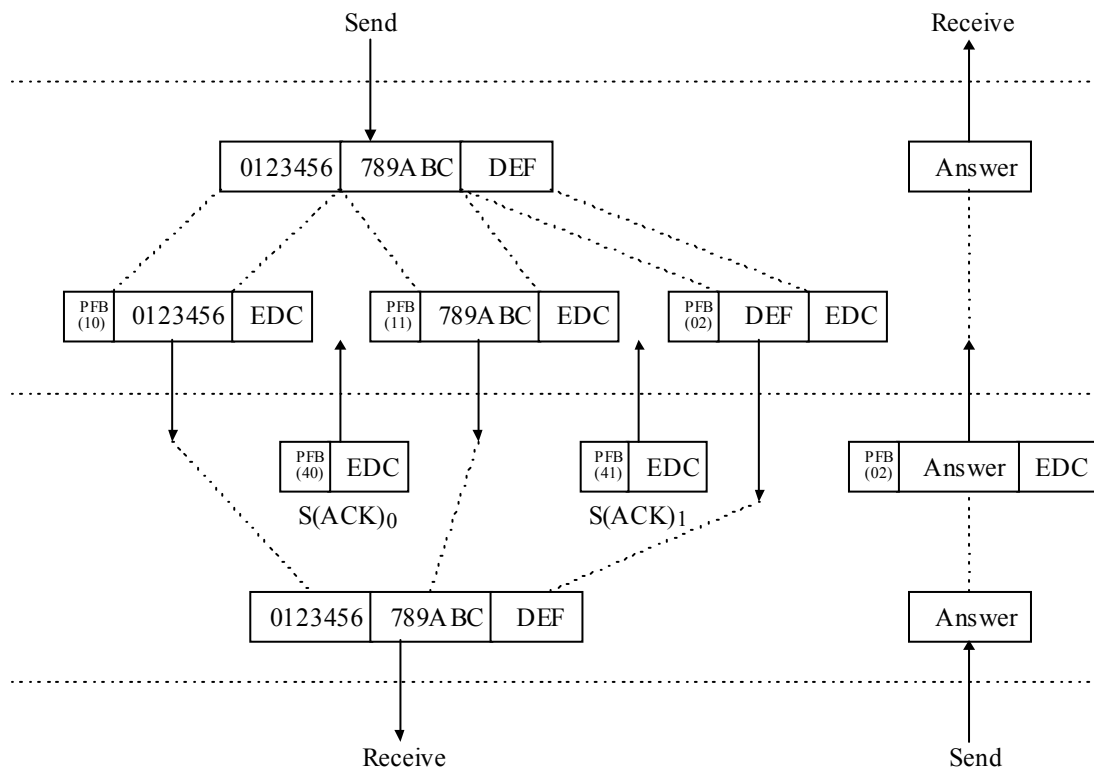 Send Receive
0123456 789ABC DEF Answer
PFB (10) 0123456 EDC PFB (11) 789ABC EDC PFB (02) DEF EDC
PFB (40) EDC PFB (41) EDC PFB (02) Answer EDC
S(ACK)0 S(ACK)1
0123456 789ABC DEF Answer
Receive Send